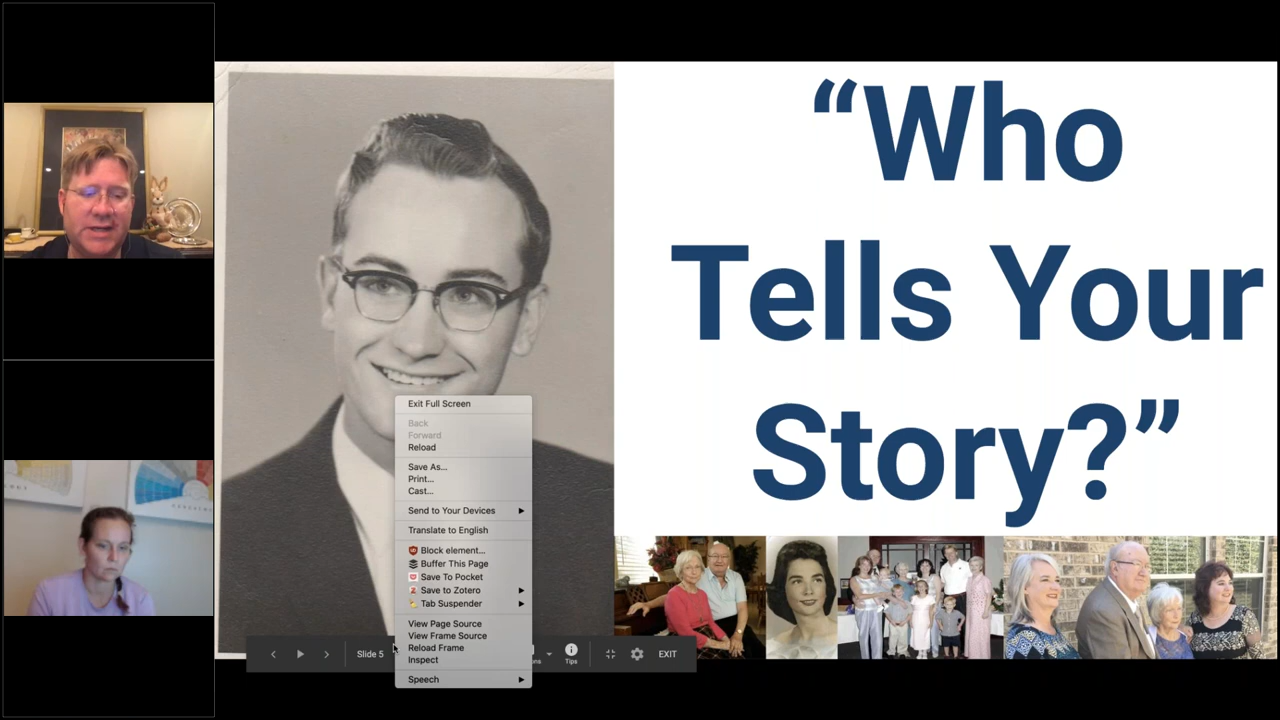 “Who
Tells Your
Story?”
Exit Full Screen
Back
Forward
Reload
Save As...
Print...
Cast...
Send to Your Devices
Translate to English
Block element...
Buffer This Page
Save To Pocket
Save to Zotero
Tab Suspender
View Page Source
View Frame Source
Reload Frame
Inspect
Speech
Slide 5
Tips
EXIT